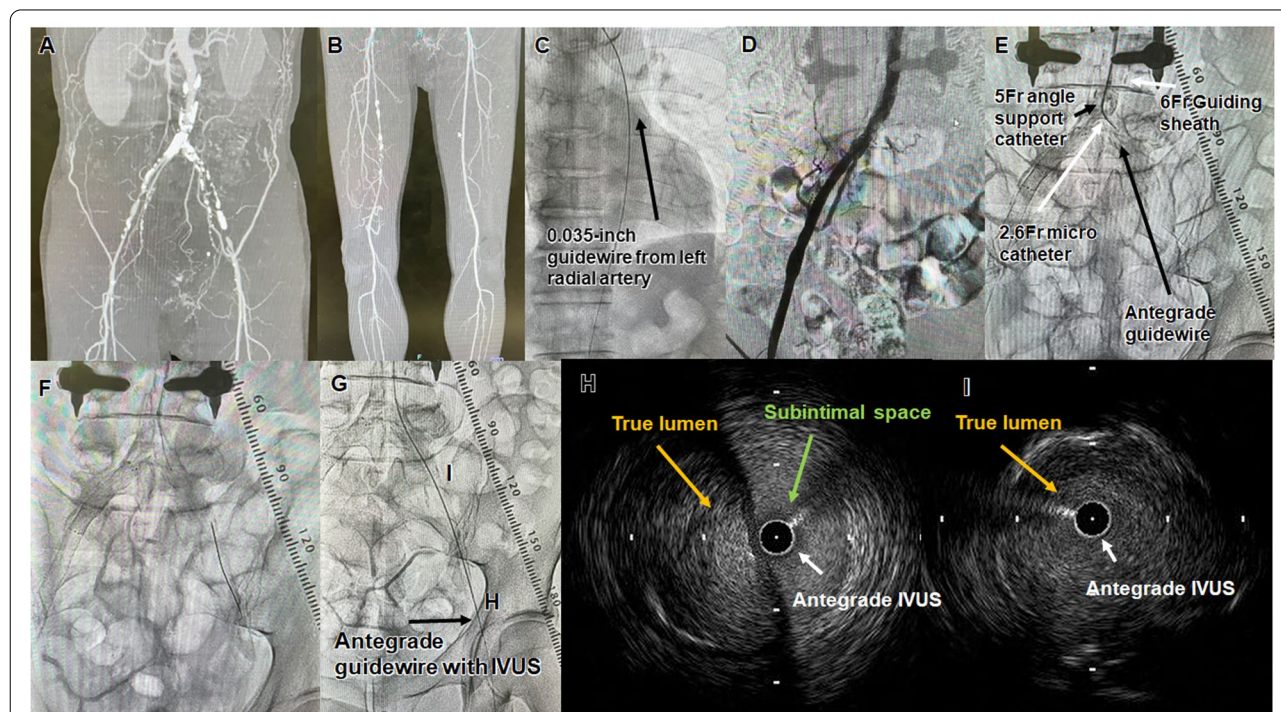 A
B
C
0.035-inch
guidewire from left
radial artery
D
E
5Fr angle
support
catheter
6Fr Guiding
sheath
2.6Fr micro
catheter
Antegrade
guidewire
60
90
120
150
F
60
90
120
G
I
H
Antegrade
guidewire with IVUS
60
90
120
150
80
H
True lumen
Subintimal space
Antegrade IVUS
I
True lumen
Antegrade IVUS